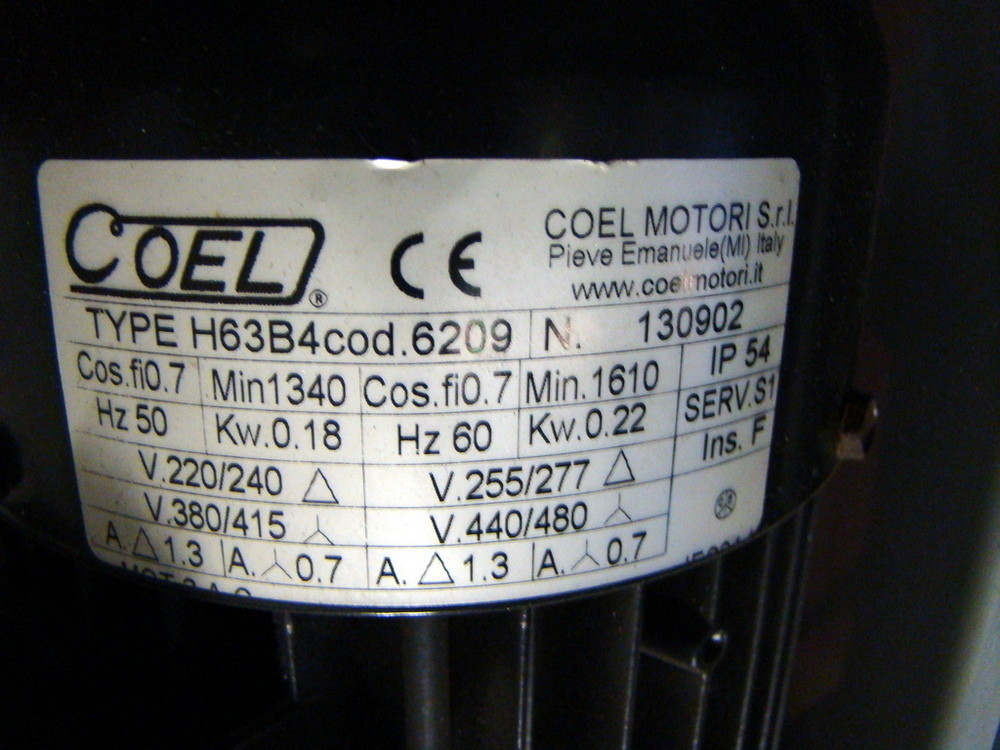 COEL ®
CE
COEL MOTORI S.r.l.
Pieve Emanuele(MI) Italy
www.coelmotori.it
TYPE H63B4cod.6209 N. 130902
Cos.fi0.7 Min1340 Cos.fi0.7 Min.1610 IP 54
Hz 50 Kw.0.18 Hz 60 Kw.0.22 SERV.S1
V.220/240 △ V.255/277 △ Ins. F
V.380/415 V.440/480
A.△1.3 A. 0.7 A.△1.3 A. 0.7